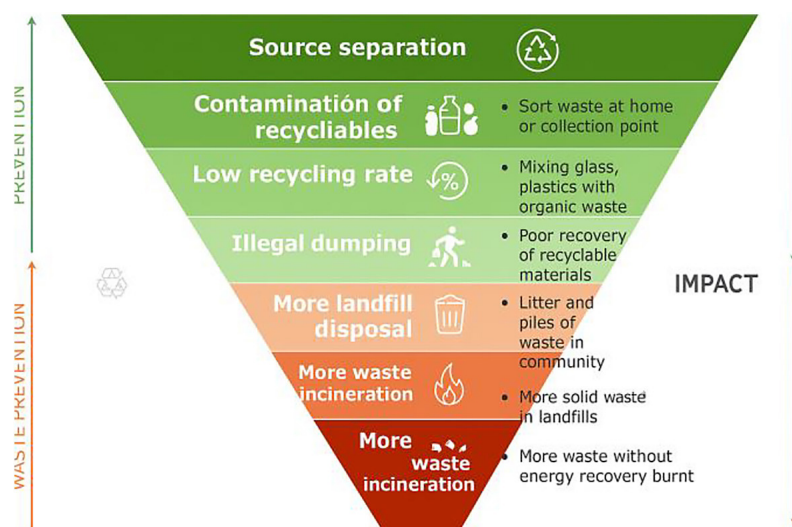 Source separation
Contaminatión of
recycliables
• Sort waste at home
or collection point
Low recycling rate
%
• Mixing glass,
plastics with
organic waste
Illegal dumping
• Poor recovery
of recyclable
materials
More landfill
disposal
• Litter and
piles of
waste in
community
More waste
incineration
• More solid waste
in landfills
More
waste
incineration
• More waste without
energy recovery burnt
PREVENTION
WASTE PREVENTION
IMPACT